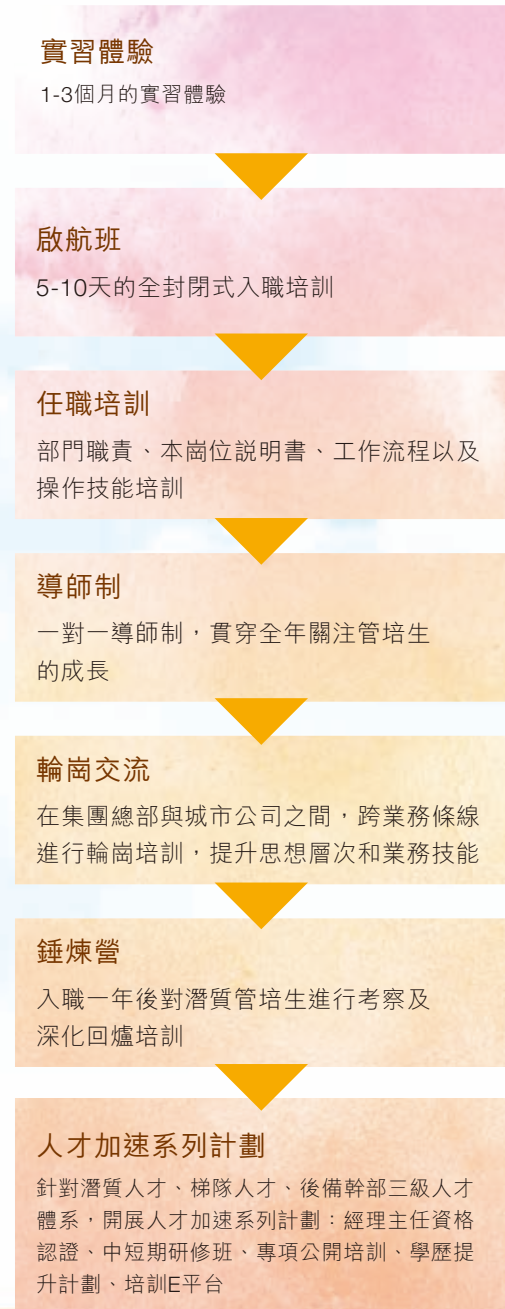 實習體驗
1-3個月的實習體驗
啟航班
5-10天的全封閉式入職培訓
任職培訓
部門職責、本崗位説明書、工作流程以及
操作技能培訓
導師制
一對一導師制，貫穿全年關注管培生
的成長
輪崗交流
在集團總部與城市公司之間，跨業務條線
進行輪崗培訓，提升思想層次和業務技能
錘煉營
入職一年後對潛質管培生進行考察及
深化回爐培訓
人才加速系列計劃
針對潛質人才、梯隊人才、後備幹部三級人才
體系，開展人才加速系列計劃：經理主任資格
認證、中短期研修班、專項公開培訓、學歷提
升計劃、培訓E平台